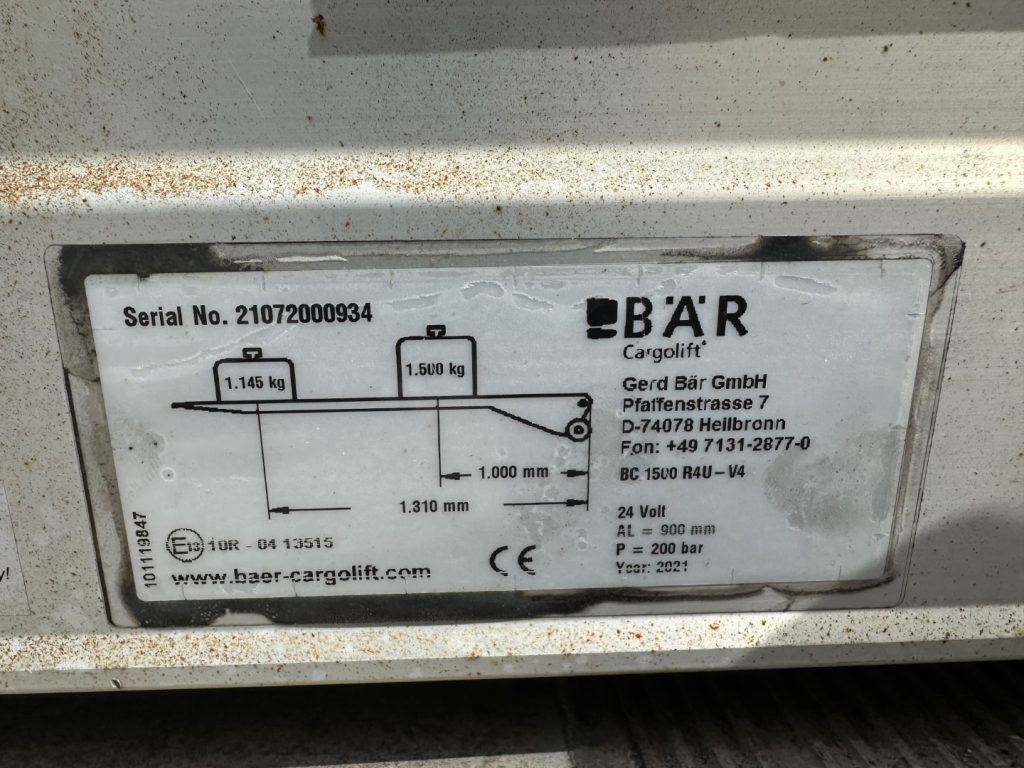 Serial No. 21072000934
1.145 kg
1.500 kg
1.000 mm
1.310 mm
101119847
E13 10R - 04 13515
www.baer-cargolift.com
CE
BÄR
Cargolift
Gerd Bär GmbH
Pfaffenstrasse 7
D-74078 Heilbronn
Fon: +49 7131-2877-0
BC 1500 R4U – V4
24 Volt
AL = 900 mm
P = 200 bar
Year: 2021